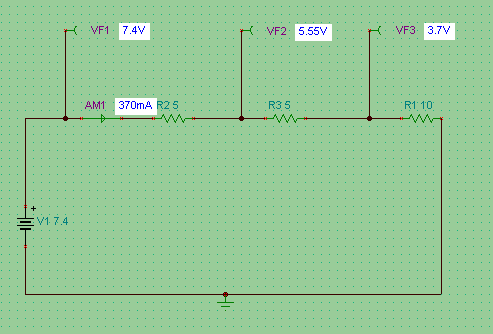 VF1 7.4V
VF2 5.55V
VF3 3.7V
AM1 370mA R2 5
R3 5
R1 10
+
V1 7.4